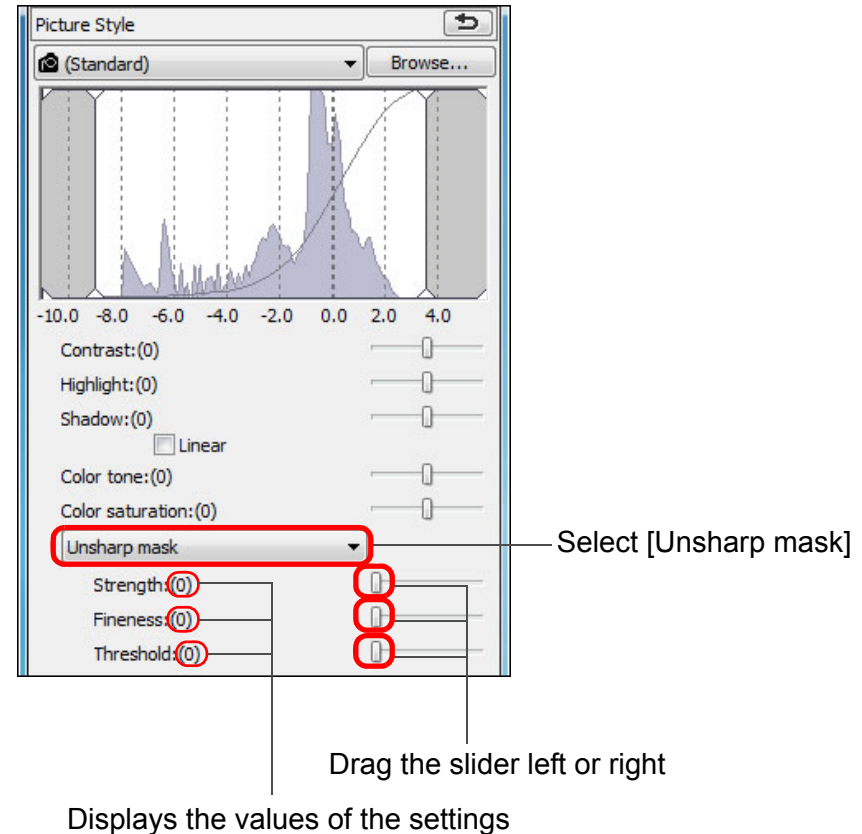 Picture Style
(Standard) Browse...
-10.0 -8.0 -6.0 -4.0 -2.0 0.0 2.0 4.0
Contrast:(0)
Highlight:(0)
Shadow:(0)
Linear
Color tone:(0)
Color saturation:(0)
Unsharp mask
Select [Unsharp mask]
Strength:(0)
Fineness:(0)
Threshold:(0)
Drag the slider left or right
Displays the values of the settings